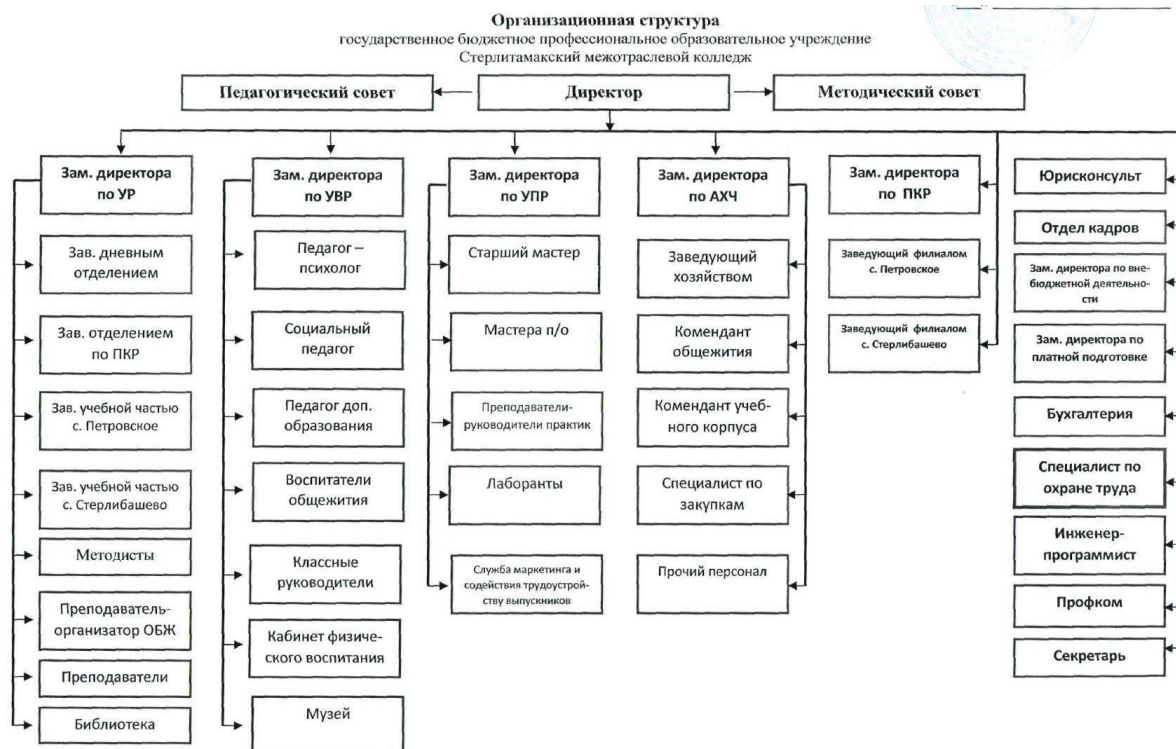 Организационная структура
государственное бюджетное профессиональное образовательное учреждение
Стерлитамакский межотраслевой колледж
Педагогический совет
Директор
Методический совет
Зам. директора
по УР
Зав. дневным
отделением
Зав. отделением
по ПКР
Зав. учебной частью
с. Петровское
Зав. учебной частью
с. Стерлибашево
Методисты
Преподаватель-
организатор ОБЖ
Преподаватели
Библиотека
Зам. директора
по УВР
Педагог –
психолог
Социальный
педагог
Педагог доп.
образования
Воспитатели
общежития
Классные
руководители
Кабинет физиче-
ского воспитания
Музей
Зам. директора
по УПР
Старший мастер
Мастера п/о
Преподаватели-
руководители практик
Лаборанты
Служба маркетинга и
содействия трудоустрой-
ству выпускников
Зам. директора
по АХЧ
Заведующий
хозяйством
Комендант
общежития
Комендант учеб-
ного корпуса
Специалист по
закупкам
Прочий персонал
Зам. директора
по ПКР
Заведующий филиалом
с. Петровское
Заведующий филиалом
с. Стерлибашево
Юрисконсульт
Отдел кадров
Зам. директора по вне-
бюджетной деятельно-
сти
Зам. директора по
платной подготовке
Бухгалтерия
Специалист по
охране труда
Инженер-
программист
Профком
Секретарь